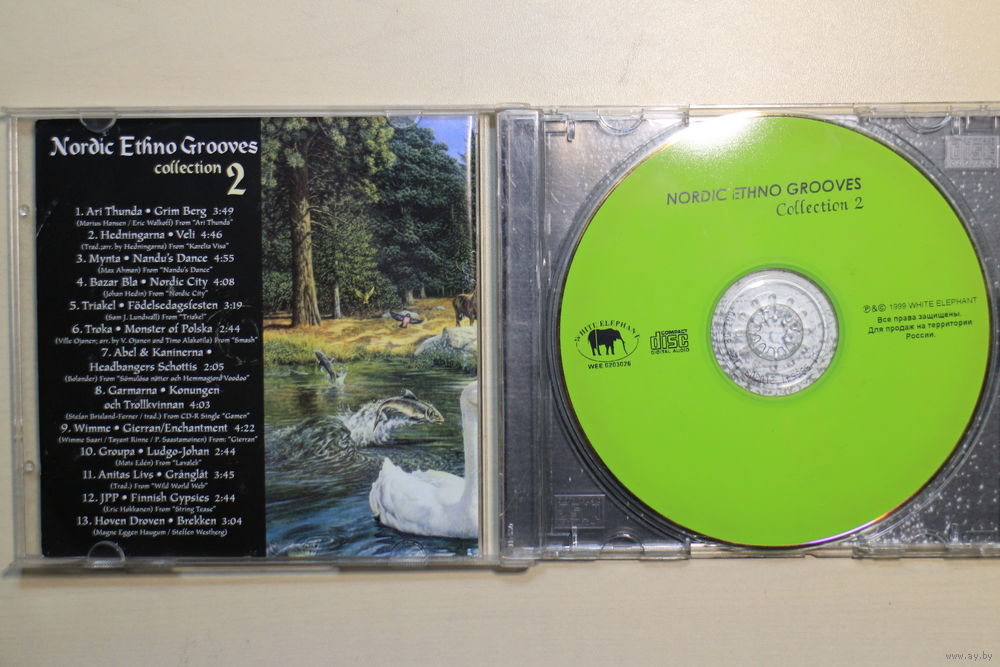 Nordic Ethno Grooves
collection 2
1. Ari Thunda • Grim Berg 3:49
(Marius Hansen / Eric Walkoff) From "Ari Thunda"
2. Hedningarna • Veli 4:46
(Trad.;arr. by Hedningarna) From "Karelia Visa"
3. Mynta • Nandu's Dance 4:55
(Max Åhman) From "Nandu's Dance"
4. Bazar Bla • Nordic City 4:08
(Johan Hedin) From "Nordic City"
5. Triakel • Födelsedagsfesten 3:19
(Sam J. Lundwall) From "Triakel"
6. Troka • Monster of Polska 2:44
(Ville Ojanen; arr. by V. Ojanen and Timo Alakotila) From "Smash"
7. Abel & Kaninerna •
Headbangers Schottis 2:05
(Bolander) From "Sömnlösa nätter och Hemmagjord Voodoo"
8. Garmarna • Konungen
och Trollkvinnan 4:03
(Stefan Brisland-Ferner / trad.) From CD-R Single "Gamen"
9. Wimme • Gierran/Enchantment 4:22
(Wimme Saari / Tapani Rinne / P. Saastamoinen) From: "Gierran"
10. Groupa • Ludgo-Johan 2:44
(Mats Edén) From "Lavalek"
11. Anitas Livs • Grånglåt 3:45
(Trad.) From "Wild World Web"
12. JPP • Finnish Gypsies 2:44
(Eric Hokkanen) From "String Tease"
13. Hoven Droven • Brekken 3:04
(Magne Eggen Haugum / Steffen Westberg)
NORDIC ETHNO GROOVES
Collection 2
WHITE ELEPHANT
WEE 0203026
COMPACT
disc
DIGITAL AUDIO
℗&© 1999 WHITE ELEPHANT
Все права защищены.
Для продаж на территории
России.
www.ay.by